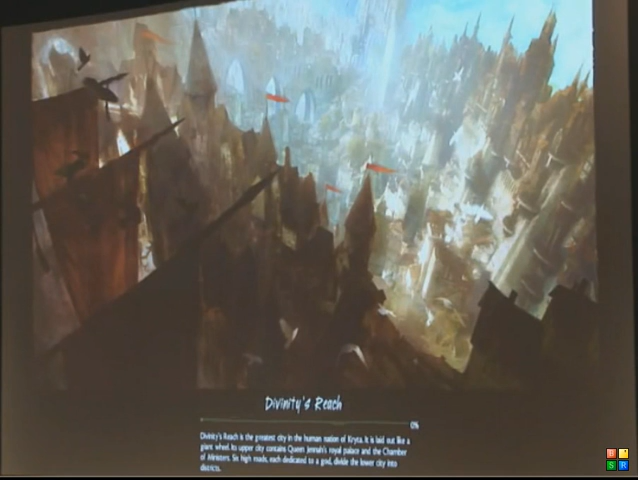 Divinity's Reach
0%
Divinity's Reach is the greatest city in the human nation of Kryta. It is laid out like a
giant wheel. Its upper city contains Queen Jennah's royal palace and the Chamber
of Ministers. Six high roads, each dedicated to a god, divide the lower city into
districts.
B
S R